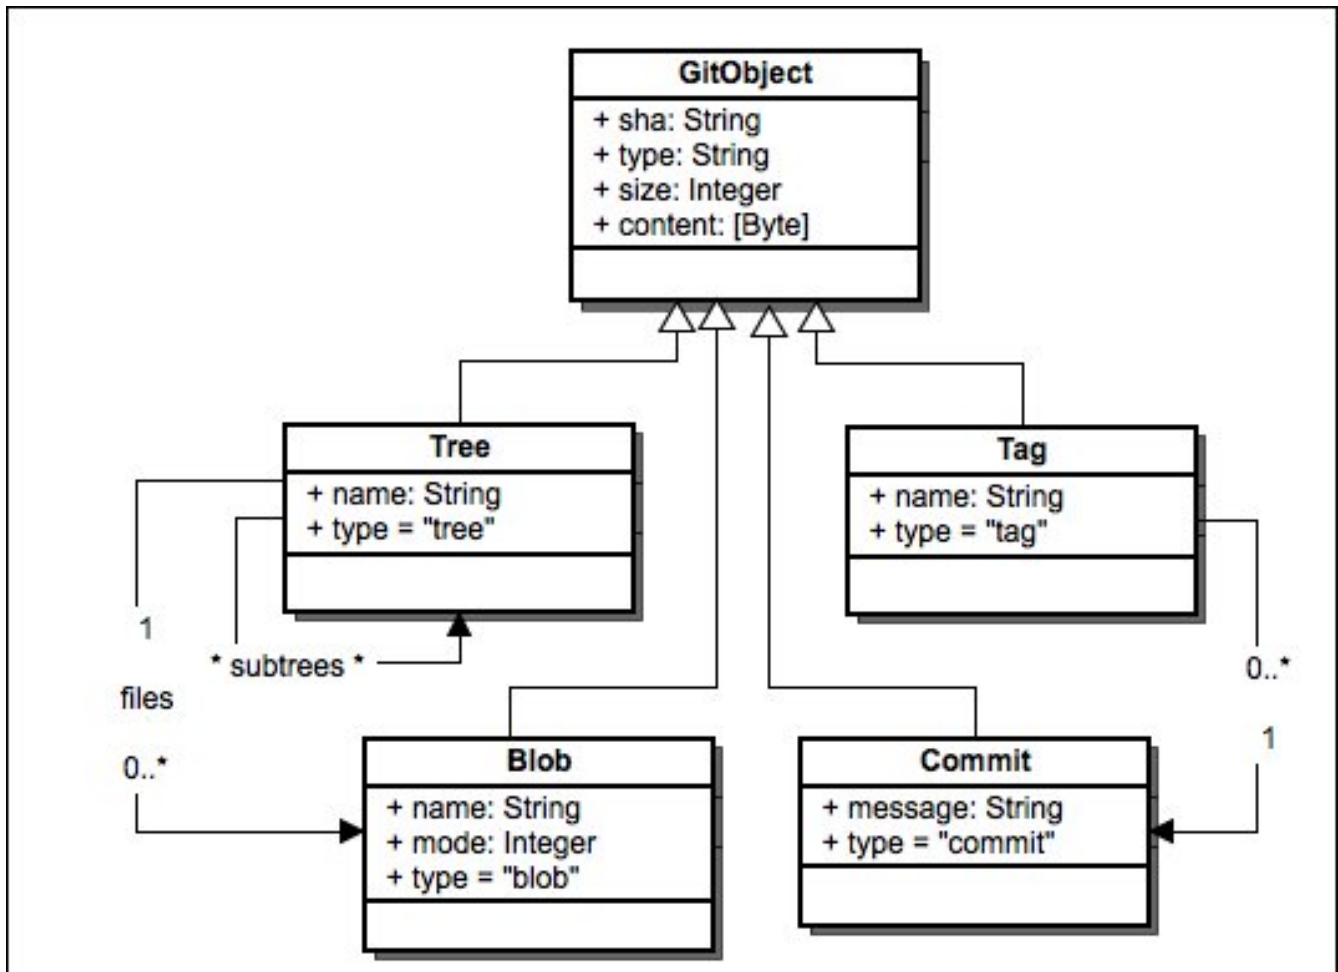 GitObject
+ sha: String
+ type: String
+ size: Integer
+ content: [Byte]
Tree
+ name: String
+ type = "tree"
Tag
+ name: String
+ type = "tag"
1
* subtrees *
0..*
files
1
0..*
Blob
+ name: String
+ mode: Integer
+ type = "blob"
Commit
+ message: String
+ type = "commit"